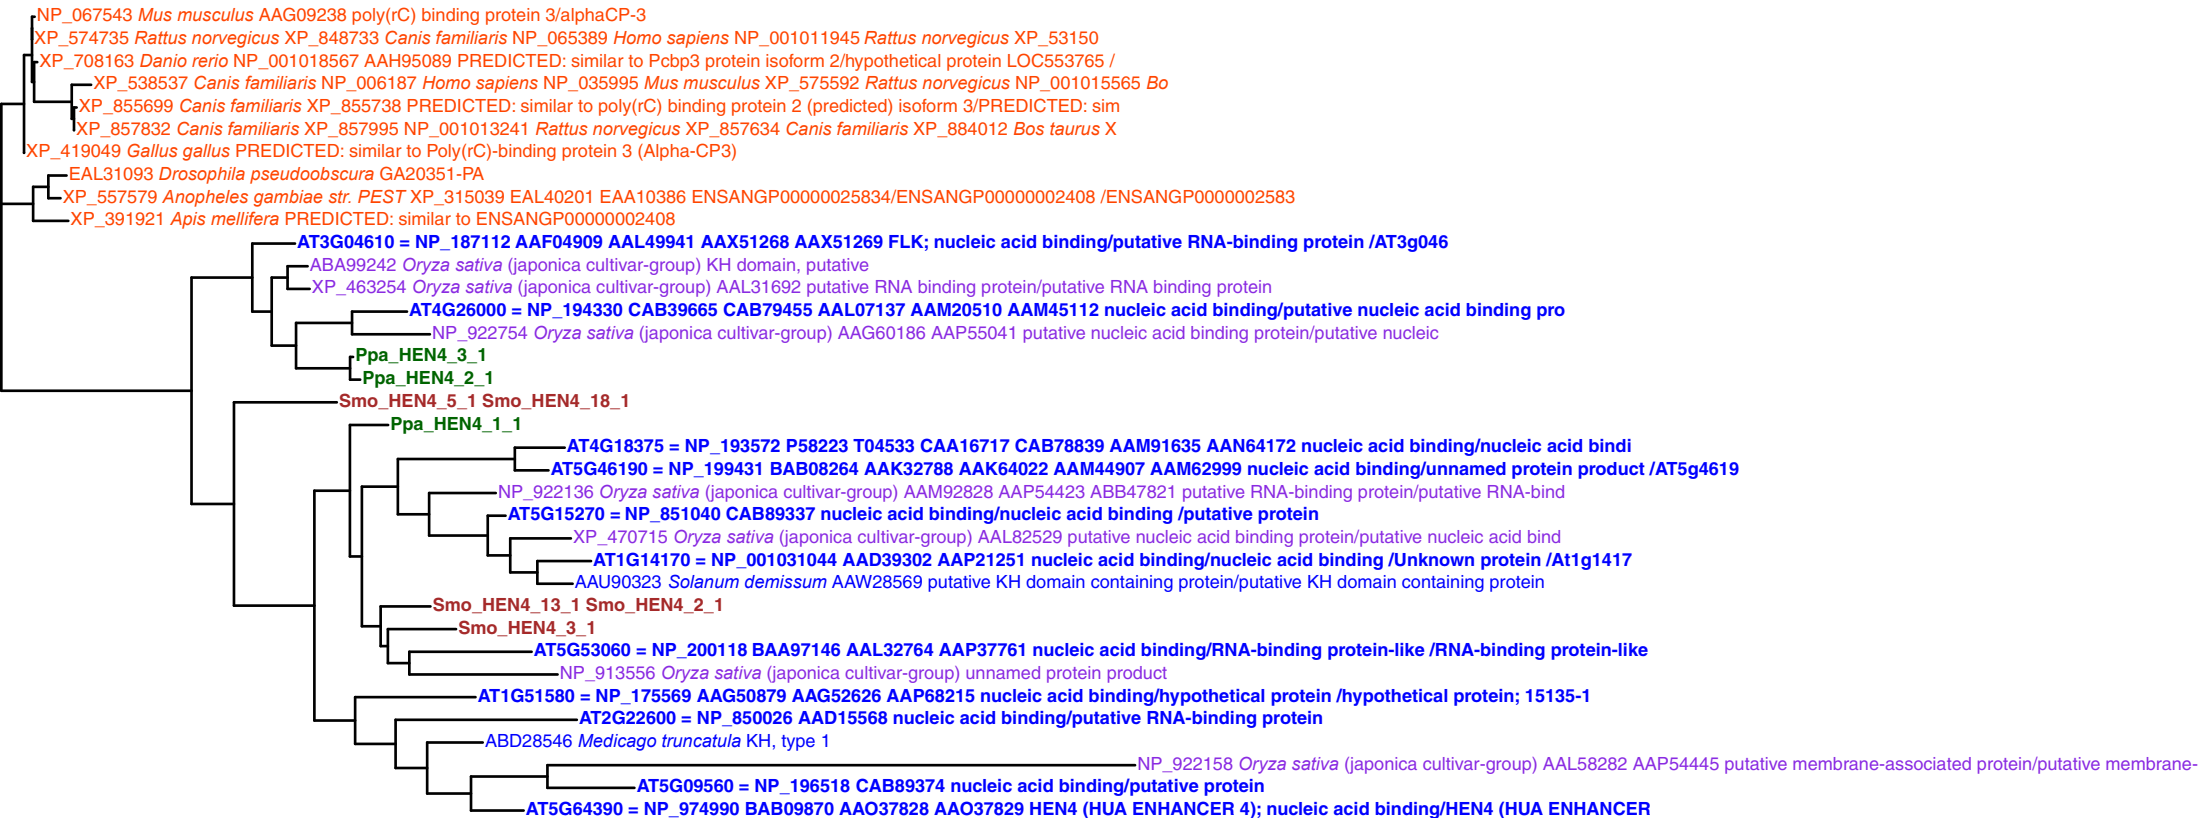 NP_067543 Mus musculus AAG09238 poly(rC) binding protein 3/alphaCP-3
XP_574735 Rattus norvegicus XP_848733 Canis familiaris NP_065389 Homo sapiens NP_001011945 Rattus norvegicus XP_53150
XP_708163 Danio rerio NP_001018567 AAH95089 PREDICTED: similar to Pcbp3 protein isoform 2/hypothetical protein LOC553765 /
XP_538537 Canis familiaris NP_006187 Homo sapiens NP_035995 Mus musculus XP_575592 Rattus norvegicus NP_001015565 Bo
XP_855699 Canis familiaris XP_855738 PREDICTED: similar to poly(rC) binding protein 2 (predicted) isoform 3/PREDICTED: sim
XP_857832 Canis familiaris XP_857995 NP_001013241 Rattus norvegicus XP_857634 Canis familiaris XP_884012 Bos taurus X
XP_419049 Gallus gallus PREDICTED: similar to Poly(rC)-binding protein 3 (Alpha-CP3)
EAL31093 Drosophila pseudoobscura GA20351-PA
XP_557579 Anopheles gambiae str. PEST XP_315039 EAL40201 EAA10386 ENSANGP00000025834/ENSANGP00000002408 /ENSANGP0000002583
XP_391921 Apis mellifera PREDICTED: similar to ENSANGP00000002408
AT3G04610 = NP_187112 AAF04909 AAL49941 AAX51268 AAX51269 FLK; nucleic acid binding/putative RNA-binding protein /AT3g046
ABA99242 Oryza sativa (japonica cultivar-group) KH domain, putative
XP_463254 Oryza sativa (japonica cultivar-group) AAL31692 putative RNA binding protein/putative RNA binding protein
AT4G26000 = NP_194330 CAB39665 CAB79455 AAL07137 AAM20510 AAM45112 nucleic acid binding/putative nucleic acid binding pro
NP_922754 Oryza sativa (japonica cultivar-group) AAG60186 AAP55041 putative nucleic acid binding protein/putative nucleic
Ppa_HEN4_3_1
Ppa_HEN4_2_1
Smo_HEN4_5_1 Smo_HEN4_18_1
Ppa_HEN4_1_1
AT4G18375 = NP_193572 P58223 T04533 CAA16717 CAB78839 AAM91635 AAN64172 nucleic acid binding/nucleic acid bindi
AT5G46190 = NP_199431 BAB08264 AAK32788 AAK64022 AAM44907 AAM62999 nucleic acid binding/unnamed protein product /AT5g4619
NP_922136 Oryza sativa (japonica cultivar-group) AAM92828 AAP54423 ABB47821 putative RNA-binding protein/putative RNA-bind
AT5G15270 = NP_851040 CAB89337 nucleic acid binding/nucleic acid binding /putative protein
XP_470715 Oryza sativa (japonica cultivar-group) AAL82529 putative nucleic acid binding protein/putative nucleic acid bind
AT1G14170 = NP_001031044 AAD39302 AAP21251 nucleic acid binding/nucleic acid binding /Unknown protein /At1g1417
AAU90323 Solanum demissum AAW28569 putative KH domain containing protein/putative KH domain containing protein
Smo_HEN4_13_1 Smo_HEN4_2_1
Smo_HEN4_3_1
AT5G53060 = NP_200118 BAA97146 AAL32764 AAP37761 nucleic acid binding/RNA-binding protein-like /RNA-binding protein-like
NP_913556 Oryza sativa (japonica cultivar-group) unnamed protein product
AT1G51580 = NP_175569 AAG50879 AAG52626 AAP68215 nucleic acid binding/hypothetical protein /hypothetical protein; 15135-1
AT2G22600 = NP_850026 AAD15568 nucleic acid binding/putative RNA-binding protein
ABD28546 Medicago truncatula KH, type 1
NP_922158 Oryza sativa (japonica cultivar-group) AAL58282 AAP54445 putative membrane-associated protein/putative membrane-
AT5G09560 = NP_196518 CAB89374 nucleic acid binding/putative protein
AT5G64390 = NP_974990 BAB09870 AAO37828 AAO37829 HEN4 (HUA ENHANCER 4); nucleic acid binding/HEN4 (HUA ENHANCER